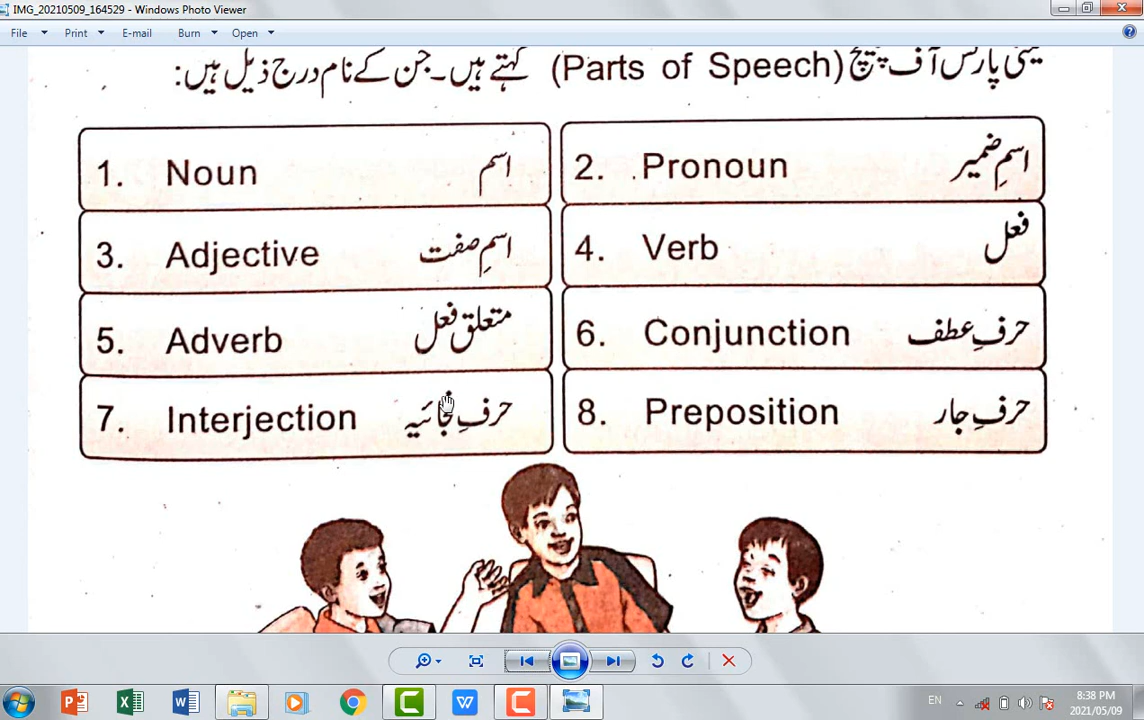 IMG_20210509_164529 - Windows Photo Viewer
File Print E-mail Burn Open
یعنی پارٹس آف سپیچ (Parts of Speech) کہتے ہیں۔ جن کے نام درج ذیل ہیں:
1. Noun اسم
2. Pronoun اسمِ ضمیر
3. Adjective اسمِ صفت
4. Verb فعل
5. Adverb متعلق فعل
6. Conjunction حرفِ عطف
7. Interjection حرفِ فجائیہ
8. Preposition حرفِ جار
EN
8:38 PM
2021/05/09